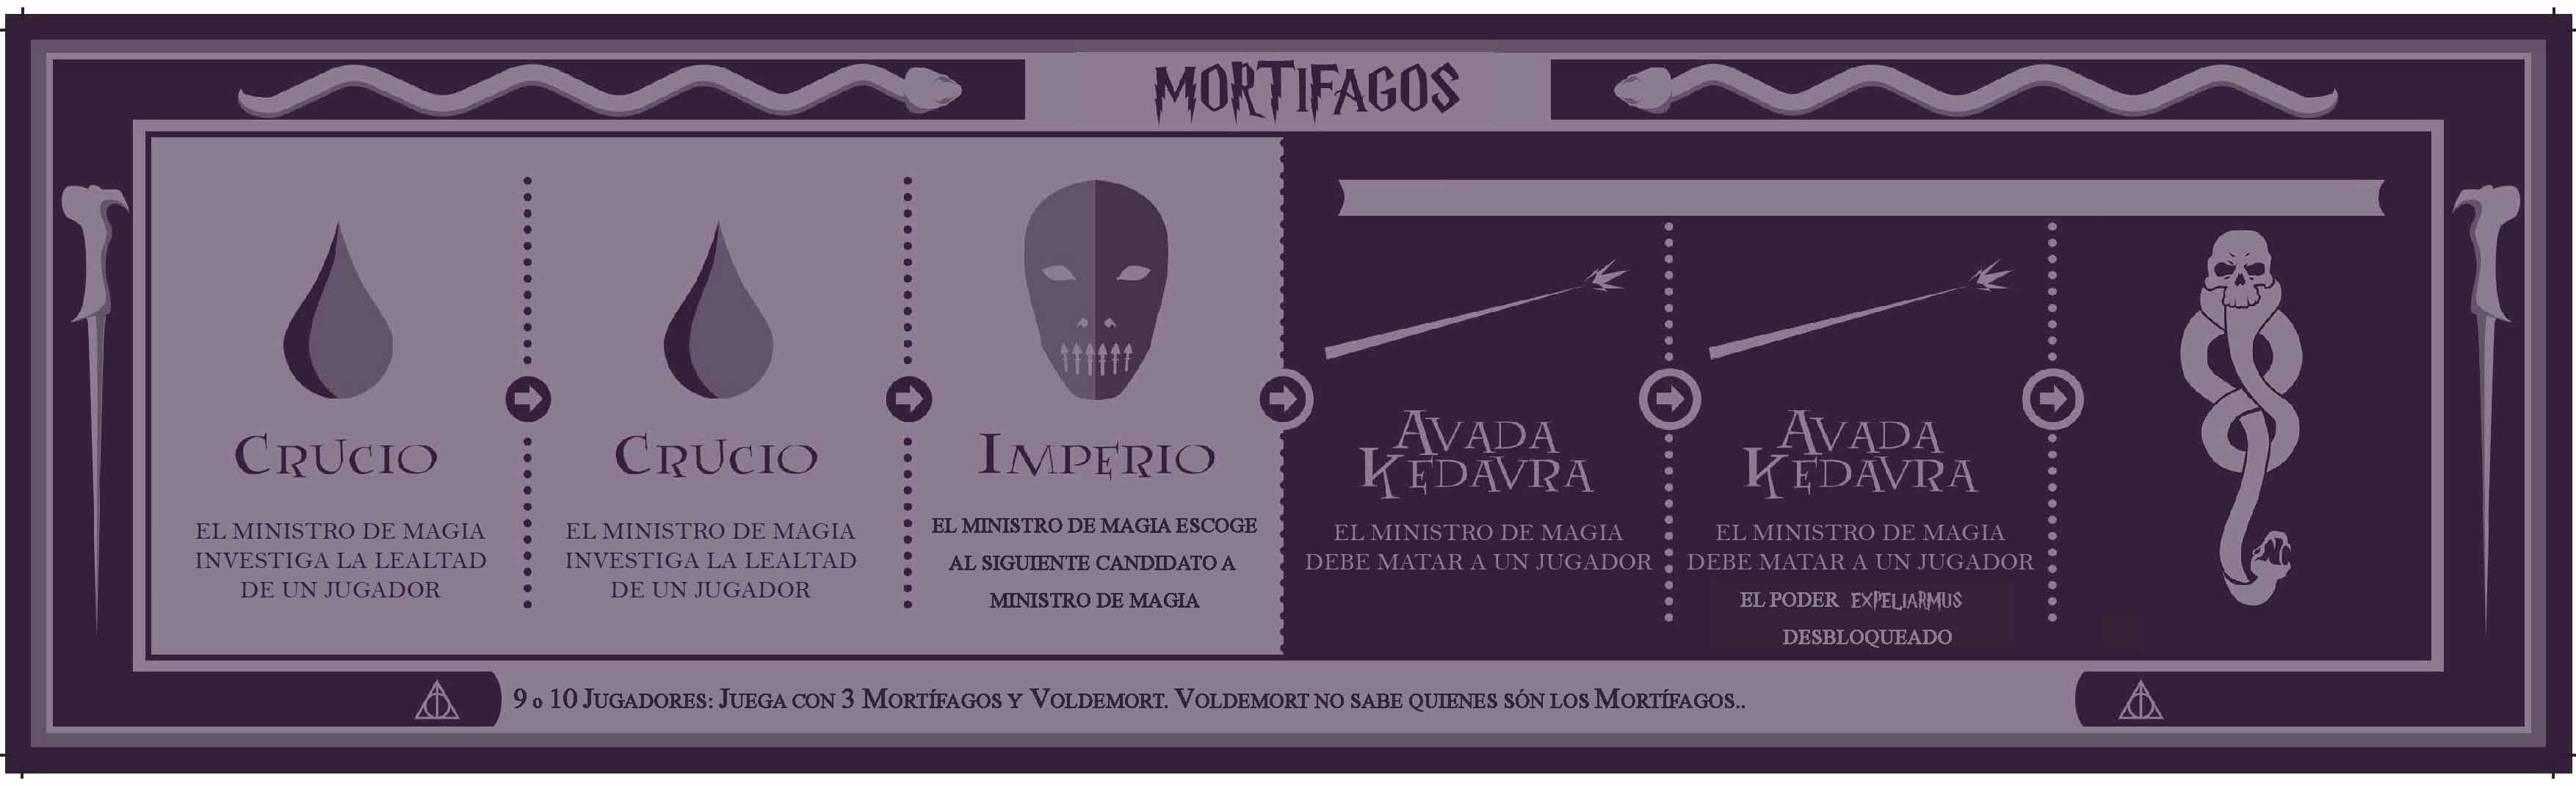 MORTIFAGOS
CRUCIO
EL MINISTRO DE MAGIA
INVESTIGA LA LEALTAD
DE UN JUGADOR
CRUCIO
EL MINISTRO DE MAGIA
INVESTIGA LA LEALTAD
DE UN JUGADOR
IMPERIO
EL MINISTRO DE MAGIA ESCOGE
AL SIGUIENTE CANDIDATO A
MINISTRO DE MAGIA
AVADA
KEDAVRA
EL MINISTRO DE MAGIA
DEBE MATAR A UN JUGADOR
AVADA
KEDAVRA
EL MINISTRO DE MAGIA
DEBE MATAR A UN JUGADOR
EL PODER EXPELIARMUS
DESBLOQUEADO
9 o 10 JUGADORES: JUEGA CON 3 MORTÍFAGOS Y VOLDEMORT. VOLDEMORT NO SABE QUIENES SÓN LOS MORTÍFAGOS..